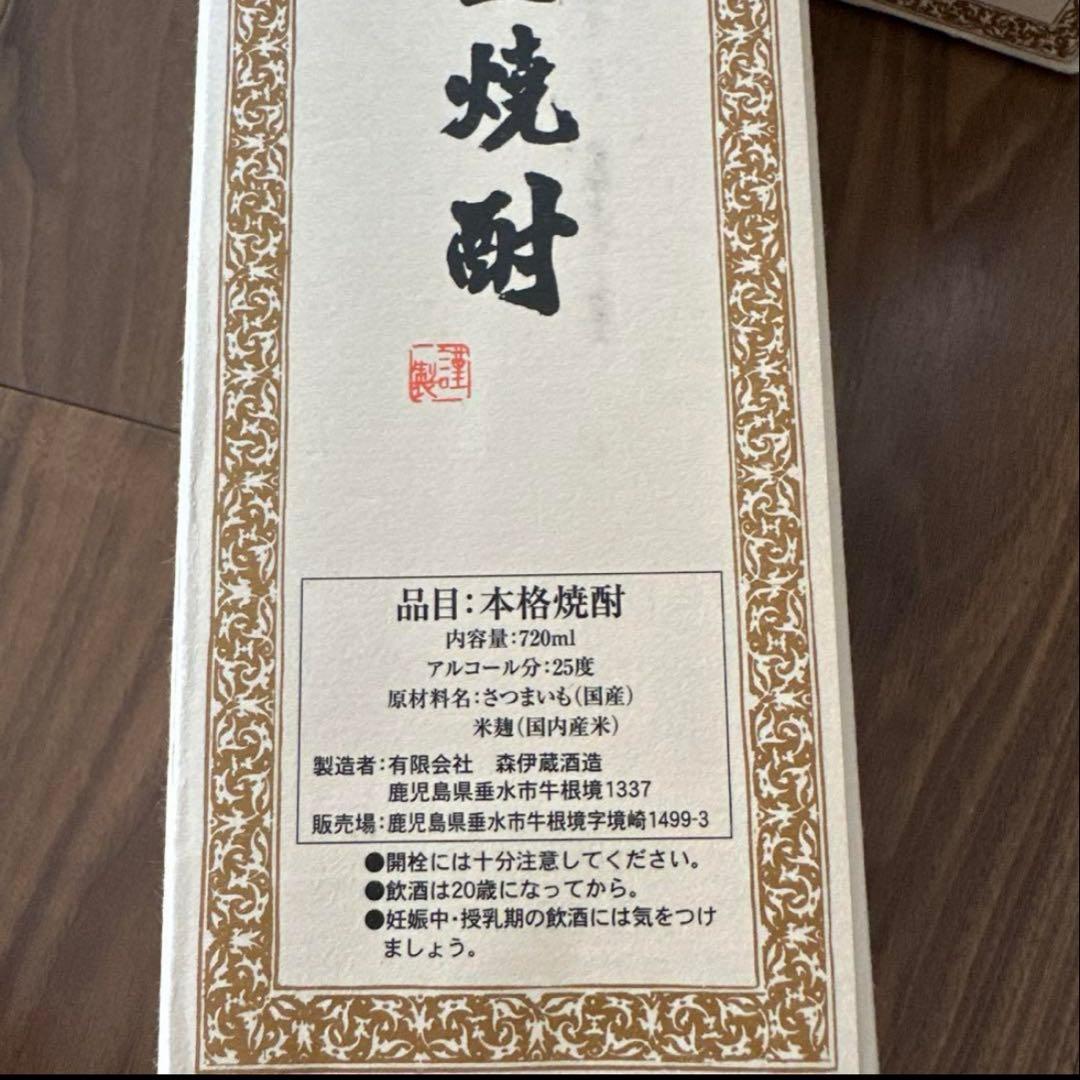 焼酎
謹製
品目：本格焼酎
内容量：720ml
アルコール分：25度
原材料名：さつまいも（国産）
米麹（国内産米）
製造者：有限会社　森伊蔵酒造
鹿児島県垂水市牛根境1337
販売場：鹿児島県垂水市牛根境字境崎1499-3
●開栓には十分注意してください。
●飲酒は20歳になってから。
●妊娠中・授乳期の飲酒には気をつけ
ましょう。